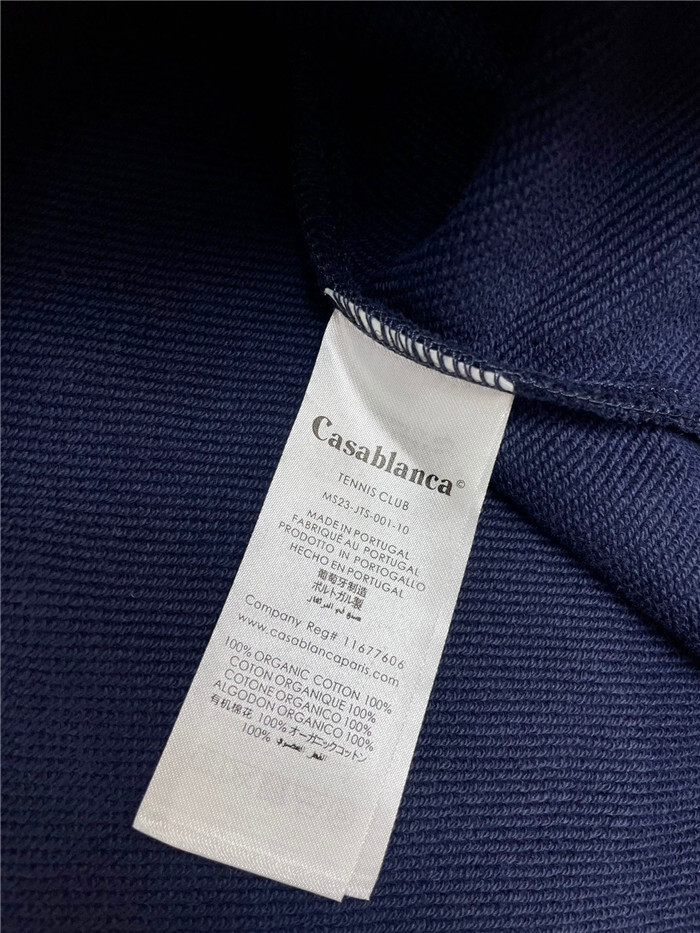 Casablanca©
TENNIS CLUB
MS23-JTS-001-10
MADE IN PORTUGAL
FABRIQUÉ AU PORTUGAL
PRODOTTO IN PORTOGALLO
HECHO EN PORTUGAL
葡萄牙制造
ポルトガル製
Company Reg# 11677606
www.casablancaparis.com
100% ORGANIC COTTON 100%
COTON ORGANIQUE 100%
COTONE ORGANICO 100%
ALGODON ORGANICO 100%
有机棉花 100% オーガニックコットン
100%